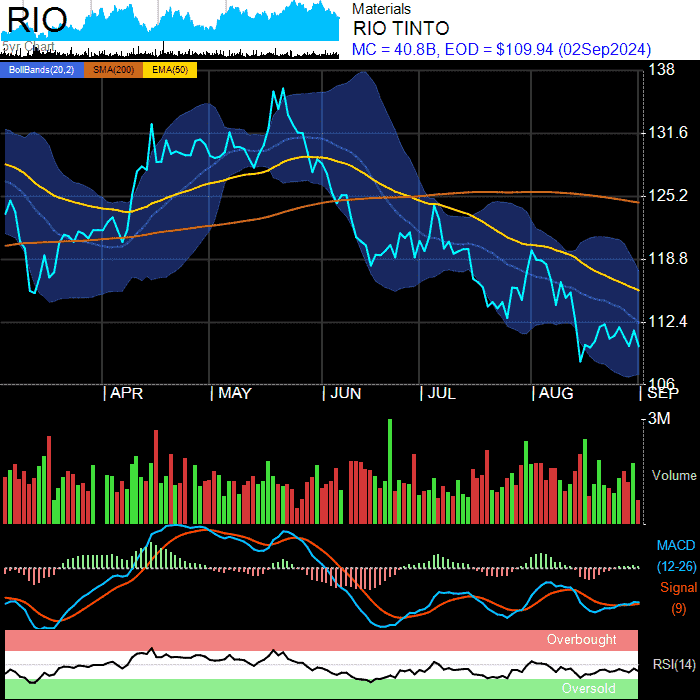 RIO
5yr Chart
Materials
RIO TINTO
MC = 40.8B, EOD = $109.94 (02Sep2024)
BollBands(20,2) SMA(200) EMA(50)
138
131.6
125.2
118.8
112.4
106
| APR | MAY | JUN | JUL | AUG | SEP
3M
Volume
MACD
(12-26)
Signal
(9)
Overbought
RSI(14)
Oversold